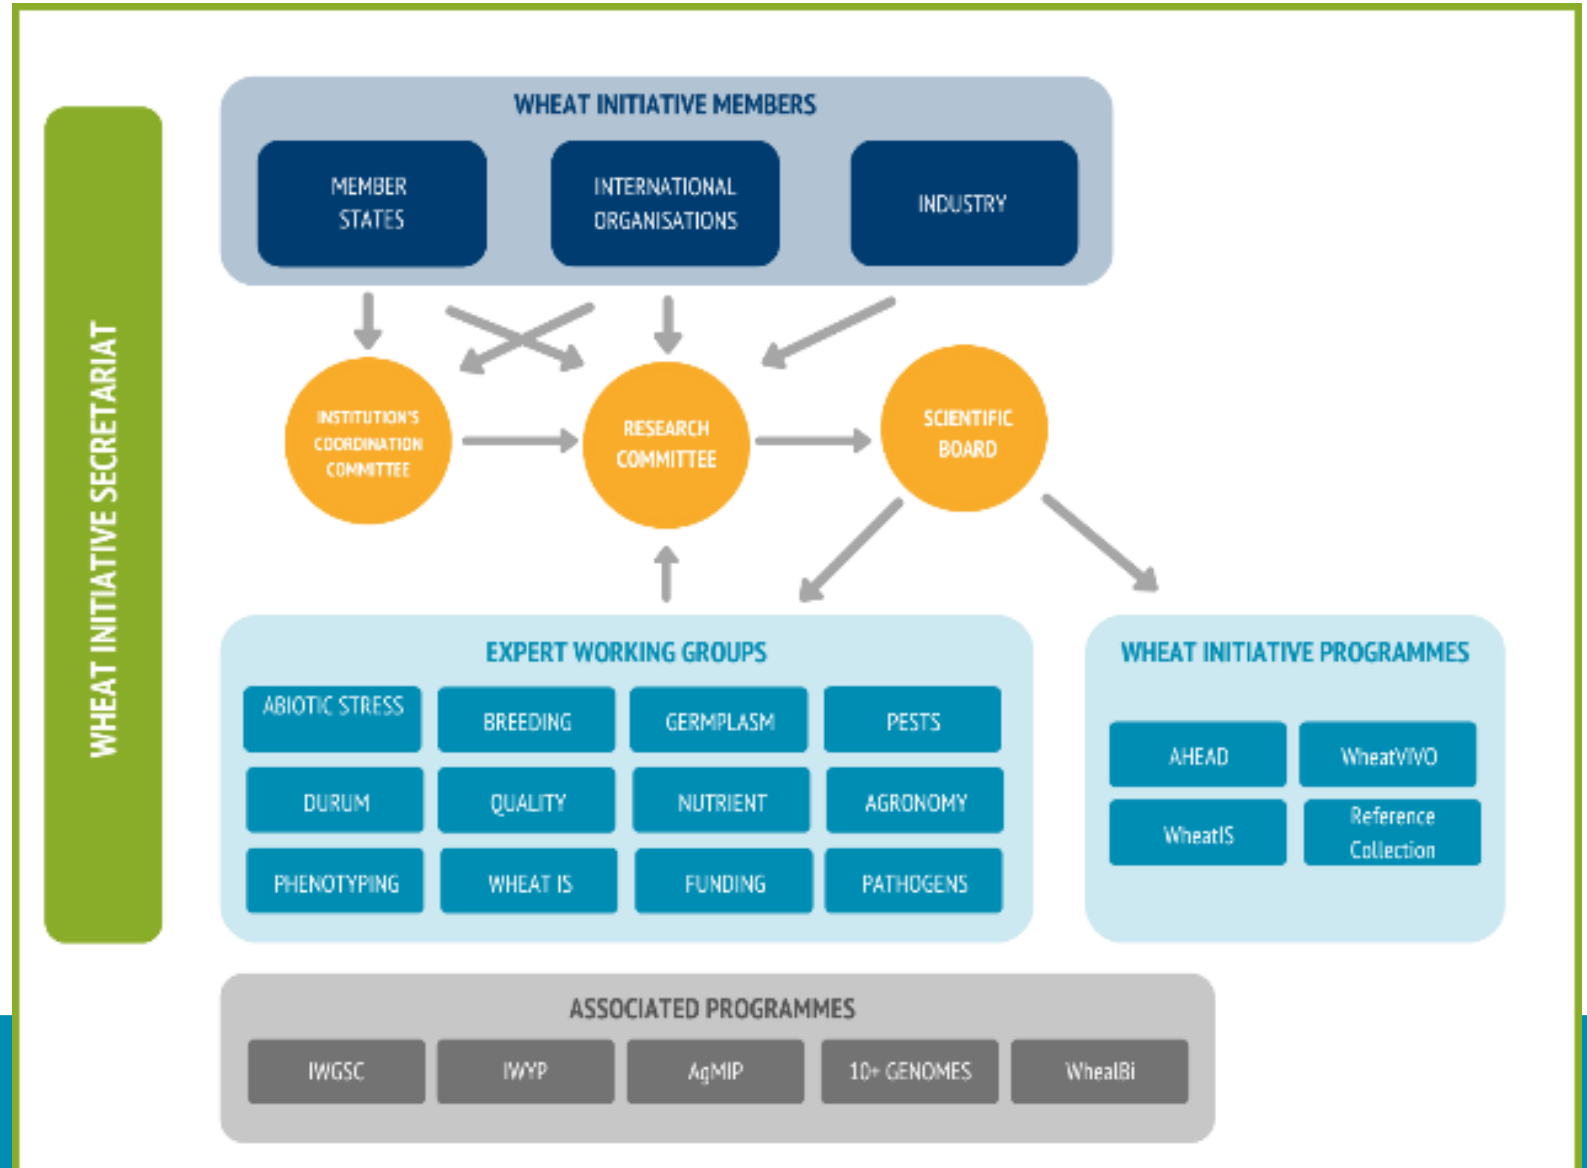 WHEAT INITIATIVE SECRETARIAT
WHEAT INITIATIVE MEMBERS
MEMBER
STATES
INTERNATIONAL
ORGANISATIONS
INDUSTRY
INSTITUTION'S
COORDINATION
COMMITTEE
RESEARCH
COMMITTEE
SCIENTIFIC
BOARD
EXPERT WORKING GROUPS
ABIOTIC STRESS
BREEDING
GERMPLASM
PESTS
DURUM
QUALITY
NUTRIENT
AGRONOMY
PHENOTYPING
WHEAT IS
FUNDING
PATHOGENS
WHEAT INITIATIVE PROGRAMMES
AHEAD
WheatVIVO
WheatIS
Reference
Collection
ASSOCIATED PROGRAMMES
IWGSC
IWYP
AgMIP
10+ GENOMES
WhealBi